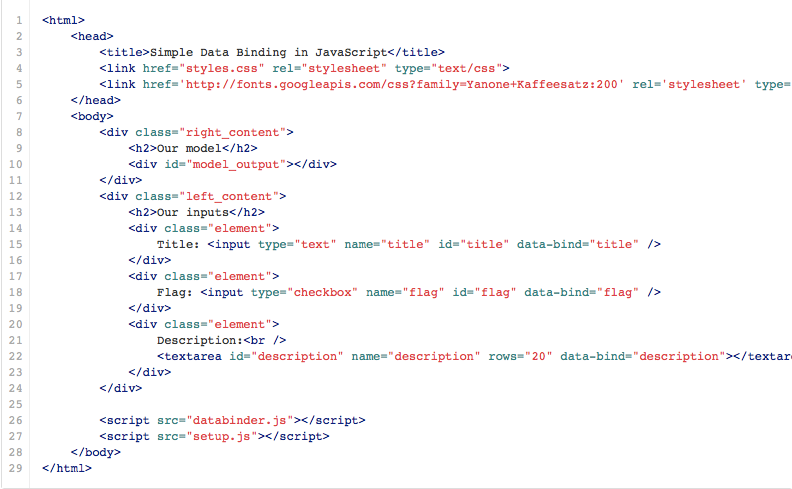 1 <html>
2 <head>
3 <title>Simple Data Binding in JavaScript</title>
4 <link href="styles.css" rel="stylesheet" type="text/css">
5 <link href='http://fonts.googleapis.com/css?family=Yanone+Kaffeesatz:200' rel='stylesheet' type=
6 </head>
7 <body>
8 <div class="right_content">
9 <h2>Our model</h2>
10 <div id="model_output"></div>
11 </div>
12 <div class="left_content">
13 <h2>Our inputs</h2>
14 <div class="element">
15 Title: <input type="text" name="title" id="title" data-bind="title" />
16 </div>
17 <div class="element">
18 Flag: <input type="checkbox" name="flag" id="flag" data-bind="flag" />
19 </div>
20 <div class="element">
21 Description:<br />
22 <textarea id="description" name="description" rows="20" data-bind="description"></textare
23 </div>
24 </div>
25
26 <script src="databinder.js"></script>
27 <script src="setup.js"></script>
28 </body>
29 </html>